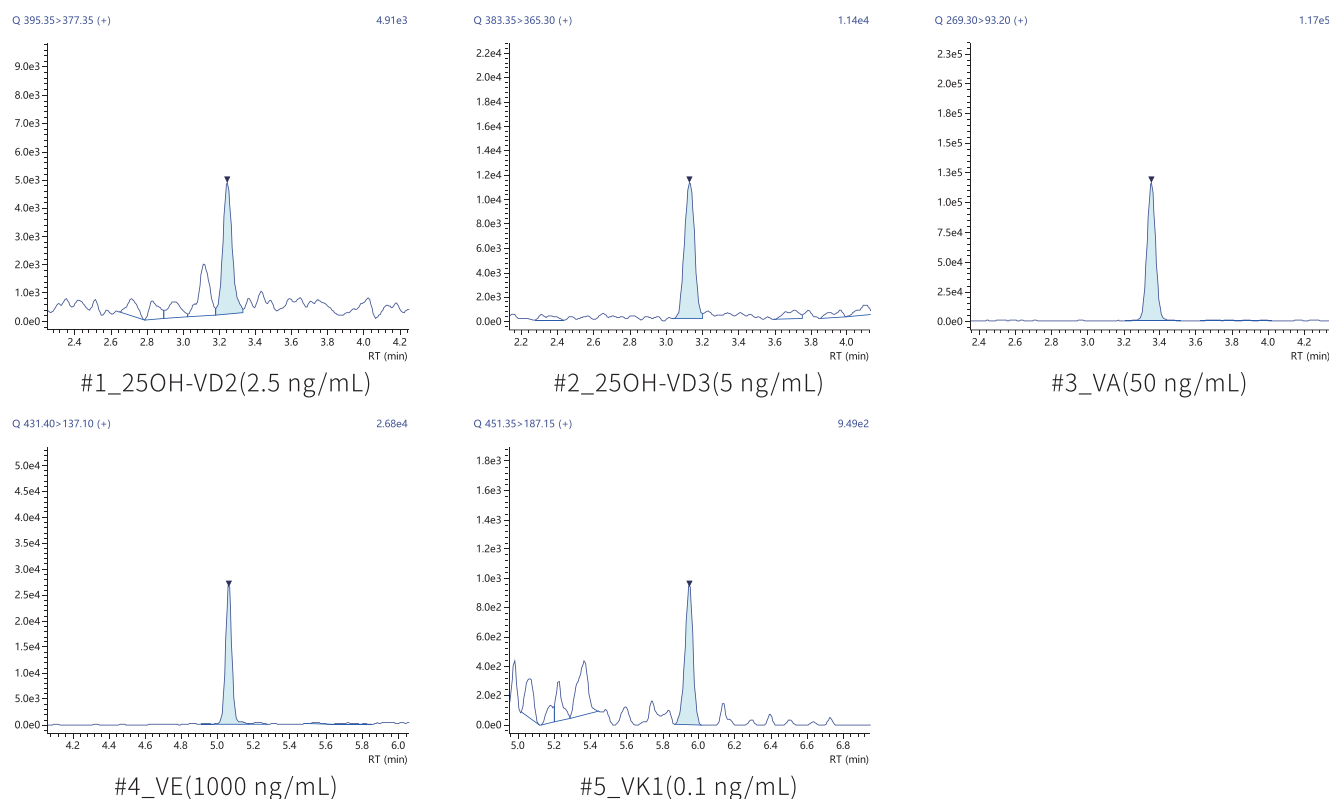 Q 395.35>377.35 (+) 4.91e3
9.0e3
8.0e3
7.0e3
6.0e3
5.0e3
4.0e3
3.0e3
2.0e3
1.0e3
0.0e0
2.4 2.6 2.8 3.0 3.2 3.4 3.6 3.8 4.0 4.2
RT (min)
#1_25OH-VD2(2.5 ng/mL)
Q 383.35>365.30 (+) 1.14e4
2.2e4
2.0e4
1.8e4
1.6e4
1.4e4
1.2e4
1.0e4
8.0e3
6.0e3
4.0e3
2.0e3
0.0e0
2.2 2.4 2.6 2.8 3.0 3.2 3.4 3.6 3.8 4.0
RT (min)
#2_25OH-VD3(5 ng/mL)
Q 269.30>93.20 (+) 1.17e5
2.3e5
2.0e5
1.8e5
1.5e5
1.3e5
1.0e5
7.5e4
5.0e4
2.5e4
0.0e0
2.4 2.6 2.8 3.0 3.2 3.4 3.6 3.8 4.0 4.2
RT (min)
#3_VA(50 ng/mL)
Q 431.40>137.10 (+) 2.68e4
5.0e4
4.5e4
4.0e4
3.5e4
3.0e4
2.5e4
2.0e4
1.5e4
1.0e4
5.0e3
0.0e0
4.2 4.4 4.6 4.8 5.0 5.2 5.4 5.6 5.8 6.0
RT (min)
#4_VE(1000 ng/mL)
Q 451.35>187.15 (+) 9.49e2
1.8e3
1.6e3
1.4e3
1.2e3
1.0e3
8.0e2
6.0e2
4.0e2
2.0e2
0.0e0
5.0 5.2 5.4 5.6 5.8 6.0 6.2 6.4 6.6 6.8
RT (min)
#5_VK1(0.1 ng/mL)